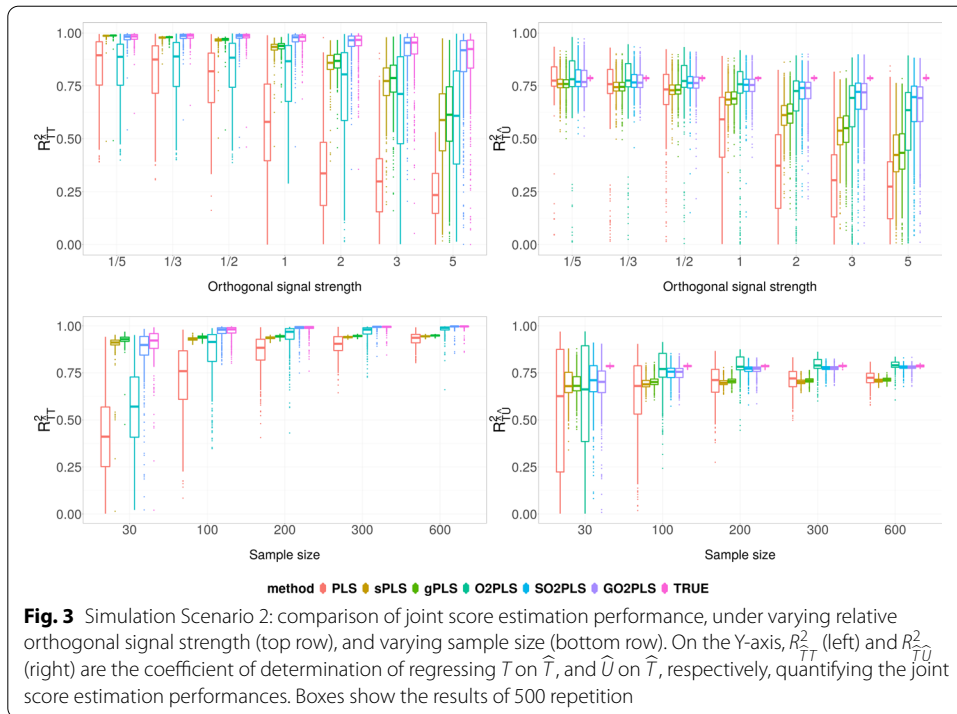 1.00
0.75
0.50
0.25
0.00
R²T̂T
1/5 1/3 1/2 1 2 3 5
Orthogonal signal strength
1.00
0.75
0.50
0.25
0.00
R²T̂Û
1/5 1/3 1/2 1 2 3 5
Orthogonal signal strength
1.00
0.75
0.50
0.25
0.00
R²T̂T
30 100 200 300 600
Sample size
1.00
0.75
0.50
0.25
0.00
R²T̂Û
30 100 200 300 600
Sample size
method PLS sPLS gPLS O2PLS SO2PLS GO2PLS TRUE
Fig. 3 Simulation Scenario 2: comparison of joint score estimation performance, under varying relative
orthogonal signal strength (top row), and varying sample size (bottom row). On the Y-axis, R²T̂T (left) and R²T̂Û
(right) are the coefficient of determination of regressing T on T̂, and Û on T̂, respectively, quantifying the joint
score estimation performances. Boxes show the results of 500 repetition